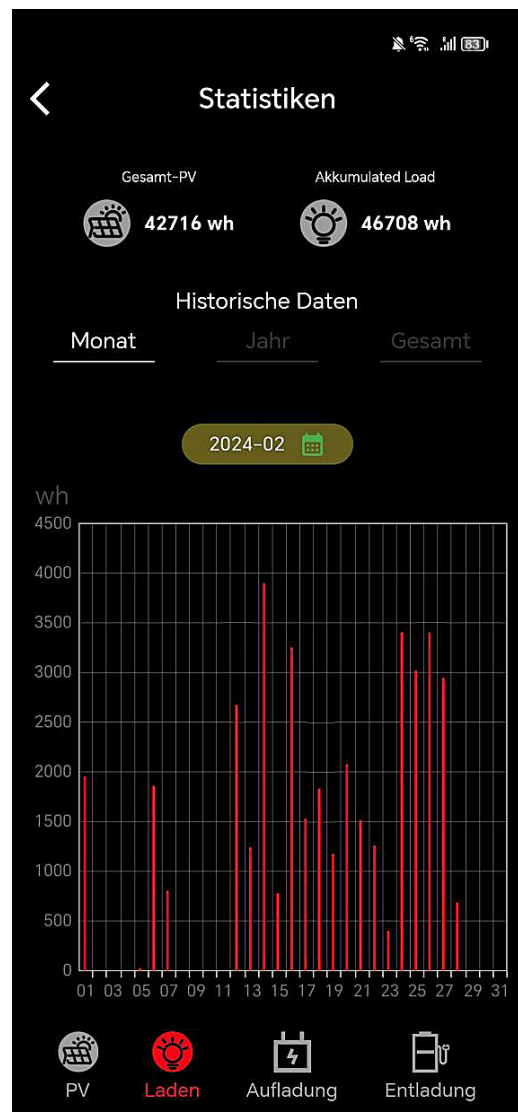 83
Statistiken
Gesamt-PV Akkumulated Load
42716 wh 46708 wh
Historische Daten
Monat Jahr Gesamt
2024-02
wh
4500
4000
3500
3000
2500
2000
1500
1000
500
0
01 03 05 07 09 11 13 15 17 19 21 23 25 27 29 31
PV Laden Aufladung Entladung